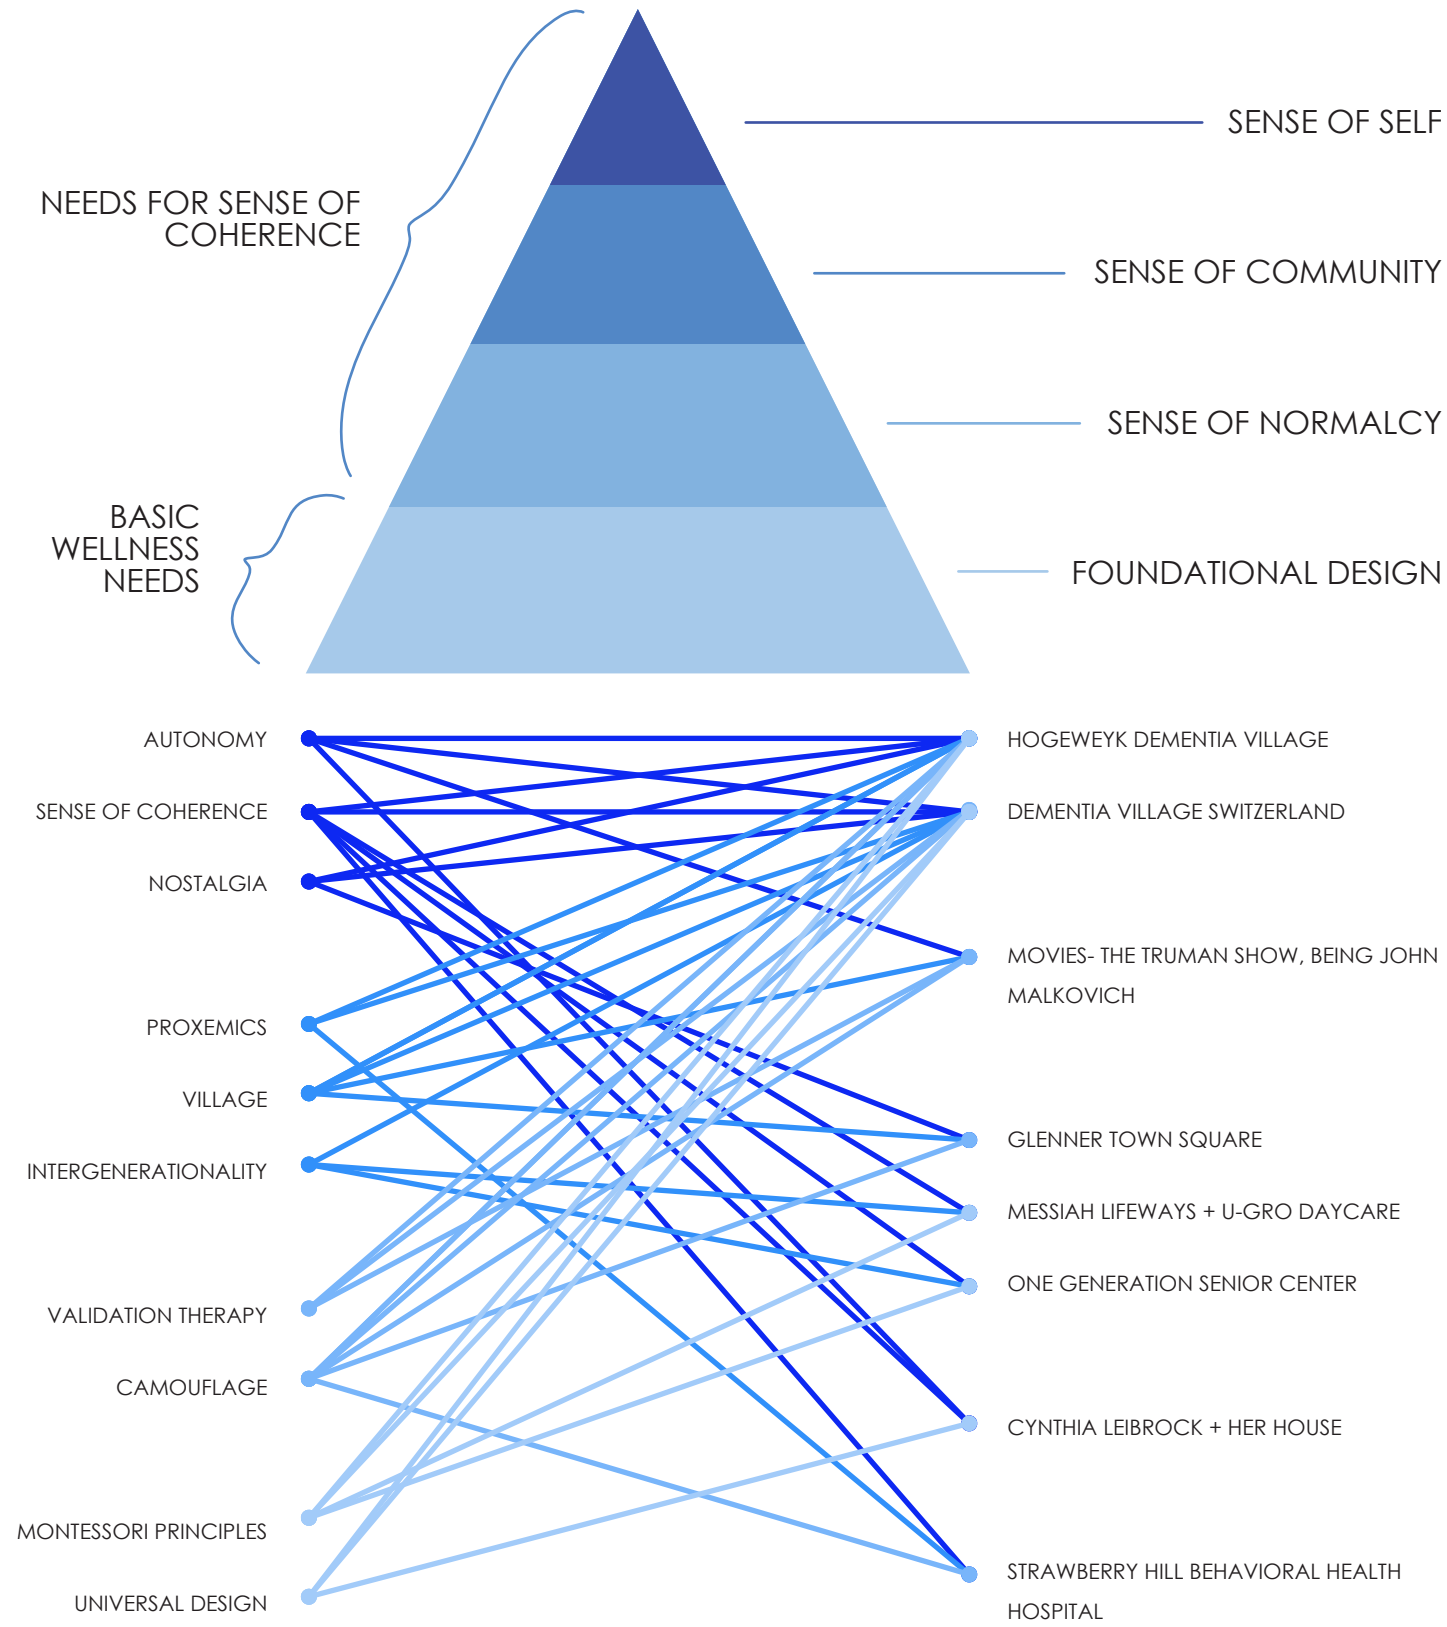 SENSE OF SELF
NEEDS FOR SENSE OF
COHERENCE
SENSE OF COMMUNITY
SENSE OF NORMALCY
BASIC
WELLNESS
NEEDS
FOUNDATIONAL DESIGN
AUTONOMY
SENSE OF COHERENCE
NOSTALGIA
PROXEMICS
VILLAGE
INTERGENERATIONALITY
VALIDATION THERAPY
CAMOUFLAGE
MONTESSORI PRINCIPLES
UNIVERSAL DESIGN
HOGEWEYK DEMENTIA VILLAGE
DEMENTIA VILLAGE SWITZERLAND
MOVIES- THE TRUMAN SHOW, BEING JOHN
MALKOVICH
GLENNER TOWN SQUARE
MESSIAH LIFEWAYS + U-GRO DAYCARE
ONE GENERATION SENIOR CENTER
CYNTHIA LEIBROCK + HER HOUSE
STRAWBERRY HILL BEHAVIORAL HEALTH
HOSPITAL